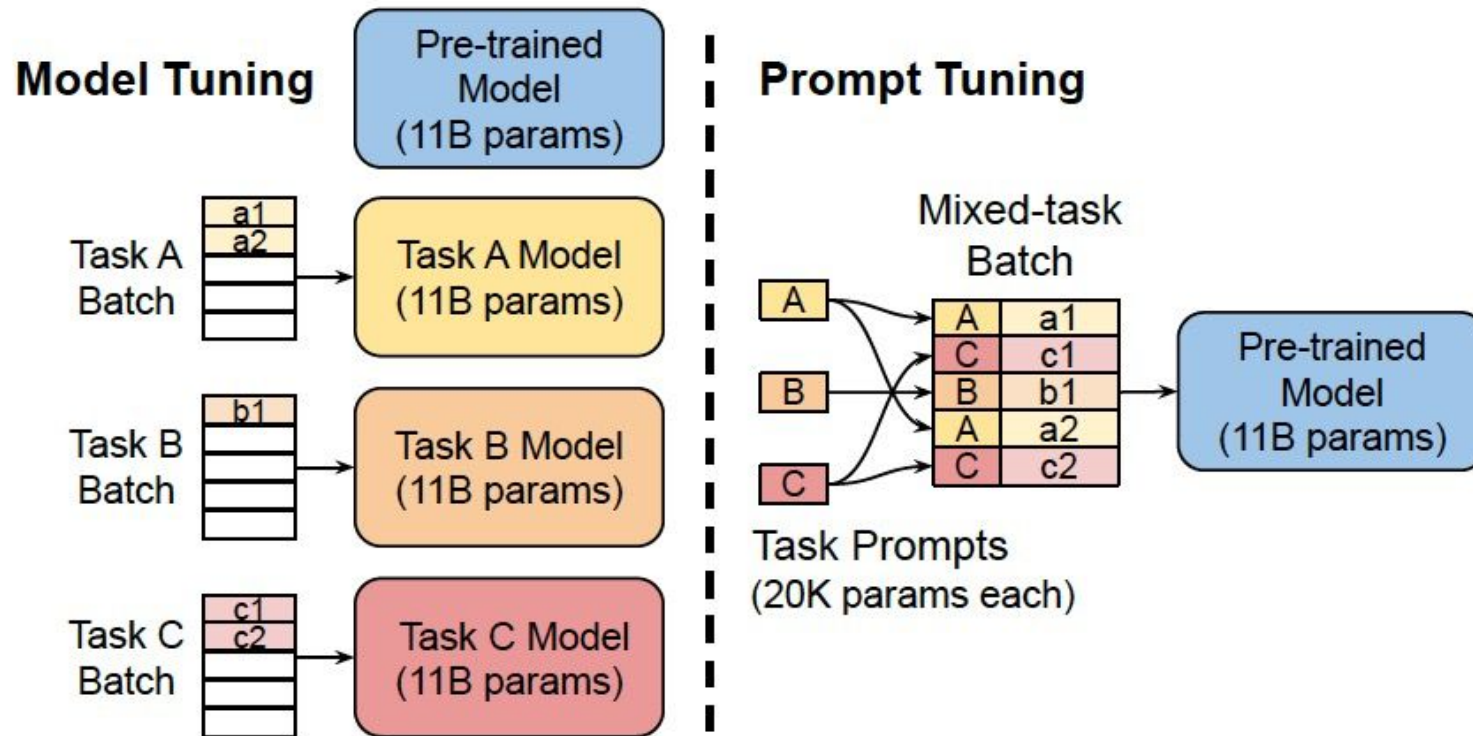 Model Tuning
Pre-trained
Model
(11B params)
Task A
Batch
a1
a2
Task A Model
(11B params)
Task B
Batch
b1
Task B Model
(11B params)
Task C
Batch
c1
c2
Task C Model
(11B params)
Prompt Tuning
Mixed-task
Batch
A
B
C
A a1
C c1
B b1
A a2
C c2
Task Prompts
(20K params each)
Pre-trained
Model
(11B params)